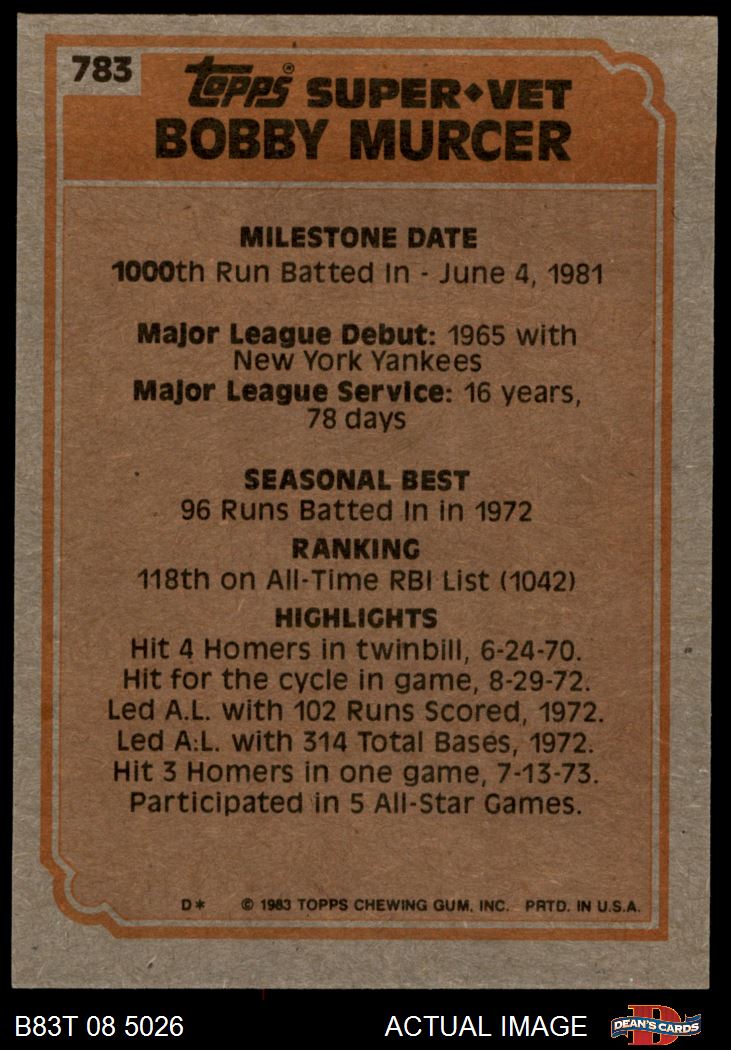 783
Topps® SUPER◆VET
BOBBY MURCER
MILESTONE DATE
1000th Run Batted In - June 4, 1981
Major League Debut: 1965 with
New York Yankees
Major League Service: 16 years,
78 days
SEASONAL BEST
96 Runs Batted In in 1972
RANKING
118th on All-Time RBI List (1042)
HIGHLIGHTS
Hit 4 Homers in twinbill, 6-24-70.
Hit for the cycle in game, 8-29-72.
Led A.L. with 102 Runs Scored, 1972.
Led A.L. with 314 Total Bases, 1972.
Hit 3 Homers in one game, 7-13-73.
Participated in 5 All-Star Games.
D* © 1983 TOPPS CHEWING GUM, INC. PRTD. IN U.S.A.
B83T 08 5026 ACTUAL IMAGE D DEAN'S CARDS